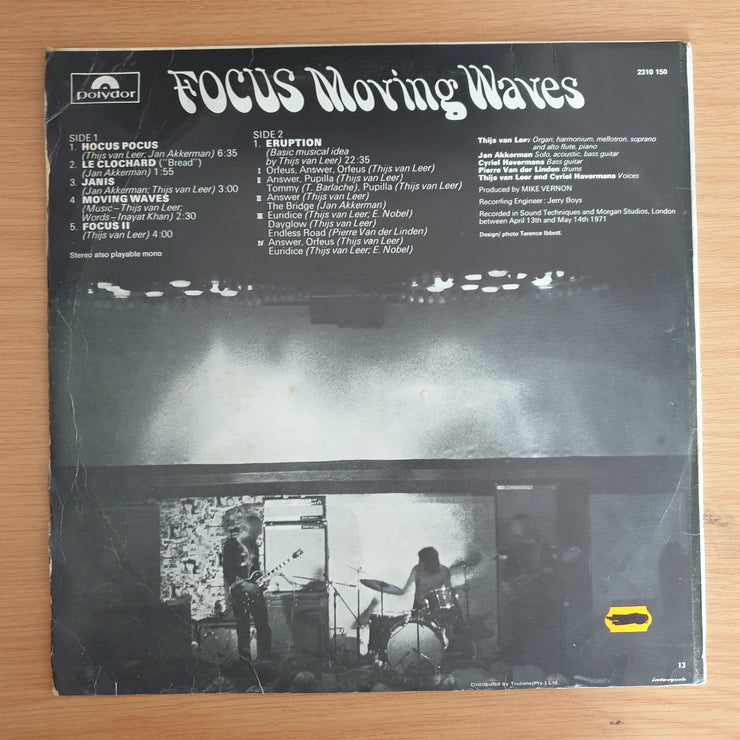 polydor
FOCUS Moving Waves
2310 150
SIDE 1
1. HOCUS POCUS
(Thijs van Leer; Jan Akkerman) 6:35
2. LE CLOCHARD ("Bread")
(Jan Akkerman) 1:55
3. JANIS
(Jan Akkerman; Thijs van Leer) 3:00
4. MOVING WAVES
(Music–Thijs van Leer;
Words–Inayat Khan) 2:30
5. FOCUS II
(Thijs van Leer) 4:00
Stereo also playable mono
SIDE 2
1. ERUPTION
(Basic musical idea
by Thijs van Leer) 22:35
I Orfeus, Answer, Orfeus (Thijs van Leer)
II Answer, Pupilla (Thijs van Leer)
Tommy (T. Barlache), Pupilla (Thijs van Leer)
III Answer (Thijs van Leer)
The Bridge (Jan Akkerman)
III Euridice (Thijs van Leer; E. Nobel)
Dayglow (Thijs van Leer)
Endless Road (Pierre Van der Linden)
IV Answer, Orfeus (Thijs van Leer)
Euridice (Thijs van Leer; E. Nobel)
Thijs van Leer Organ, harmonium, mellotron, soprano
and alto flute, piano
Jan Akkerman Solo, acoustic, bass guitar
Cyriel Havermans Bass guitar
Pierre Van der Linden drums
Thijs van Leer and Cyriel Havermans Voices
Produced by MIKE VERNON
Recording Engineer: Jerry Boys
Recorded in Sound Techniques and Morgan Studios, London
between April 13th and May 14th 1971
Design/photo Terence Ibbott.
13
Distributed by Trutone(Pty.) Ltd.